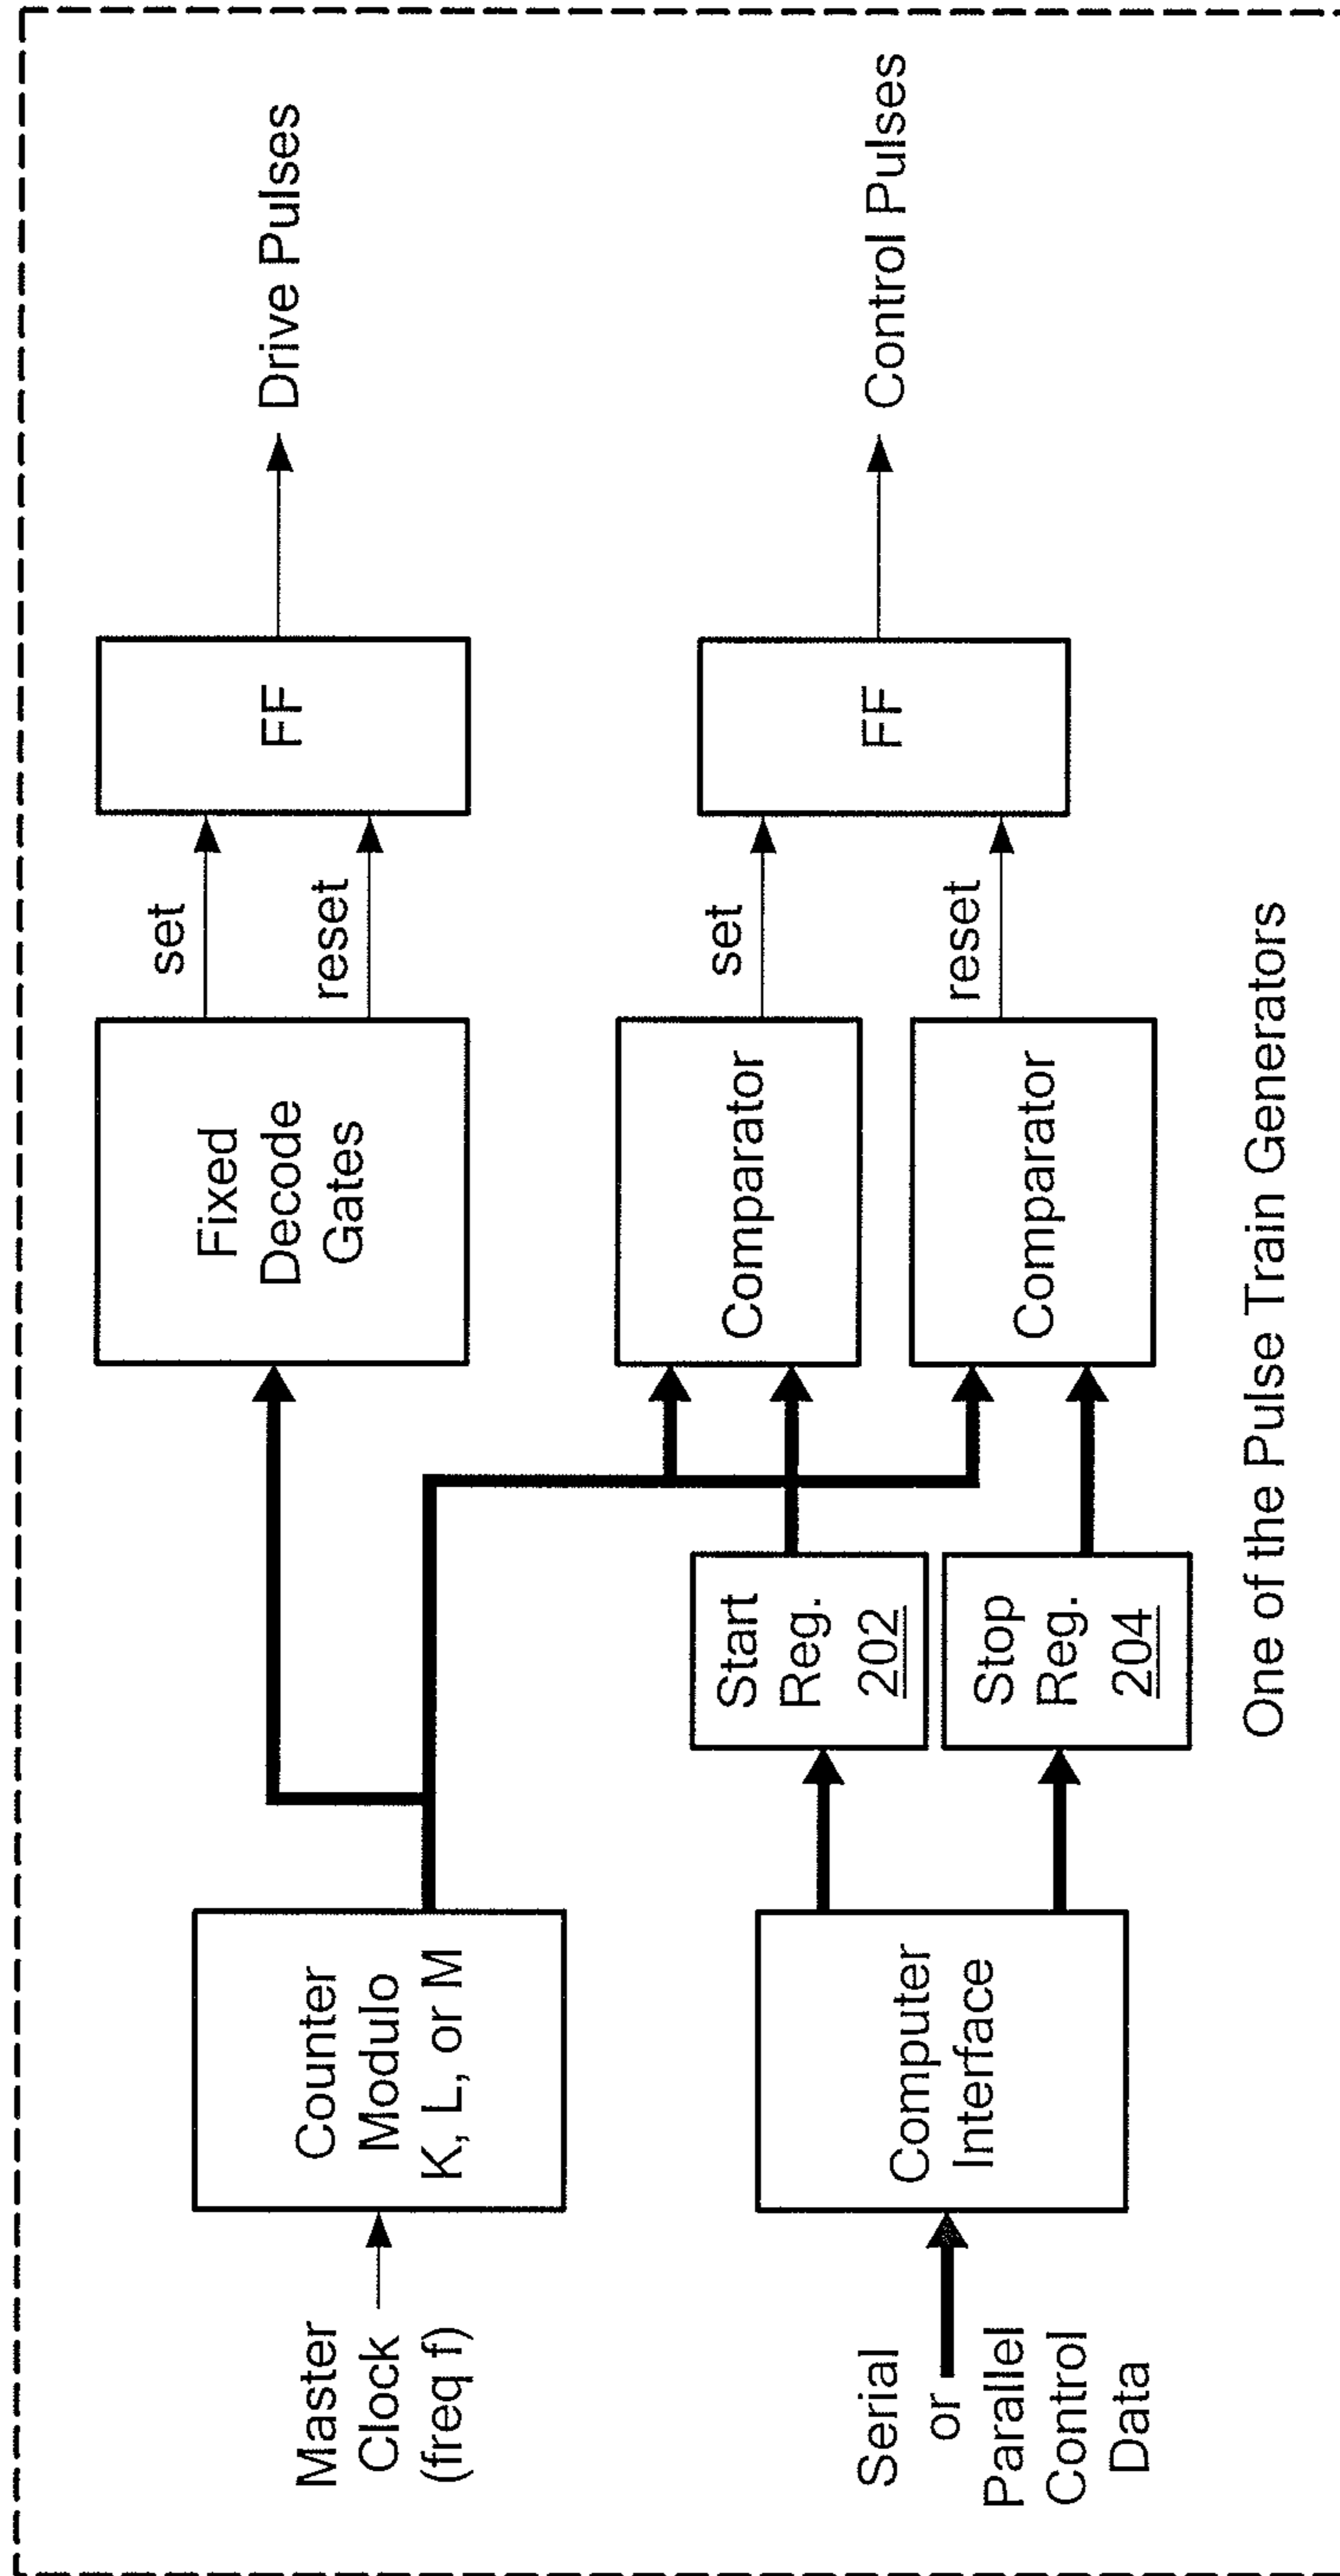 Master
Clock
(freq f)
Counter
Modulo
K, L, or M
Fixed
Decode
Gates
set
reset
FF
Drive Pulses
Serial
or
Parallel
Control
Data
Computer
Interface
Start
Reg.
202
Stop
Reg.
204
Comparator
Comparator
set
reset
FF
Control Pulses
One of the Pulse Train Generators